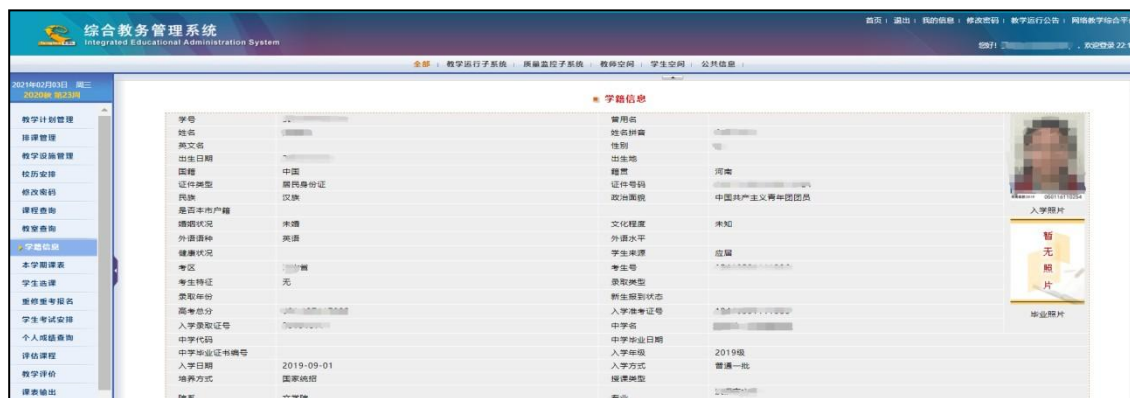 首页 | 退出 | 我的信息 | 修改密码 | 教学运行公告 | 网络教学综合平
综合教务管理系统
Integrated Educational Administration System
您好! ，欢迎登录 22:1
全部 | 教学运行子系统 | 质量监控子系统 | 教师空间 | 学生空间 | 公共信息 |
2021年02月03日 周三
2020秋 第23周
学籍信息
教学计划管理
排课管理
教学设施管理
校历安排
修改密码
课程查询
教室查询
学籍信息
本学期课表
学生选课
重修重考报名
学生考试安排
个人成绩查询
评估课程
教学评价
课表输出
学号 曾用名
姓名 姓名拼音
英文名 性别
出生日期 出生地
国籍 中国 籍贯 河南
证件类型 居民身份证 证件号码
民族 汉族 政治面貌 中国共产主义青年团团员
是否本市户籍
婚姻状况 未婚 文化程度 未知
外语语种 英语 外语水平
健康状况 学生来源 应届
考区 省 考生号
考生特征 无 录取类型
录取年份 新生报到状态
高考总分 入学准考证号
入学录取证号 中学名
中学代码 中学毕业日期
中学毕业证书编号 入学年级 2019级
入学日期 2019-09-01 入学方式 普通一批
培养方式 国家统招 授课类型
院系 文学院 专业
入学照片
暂无照片
毕业照片